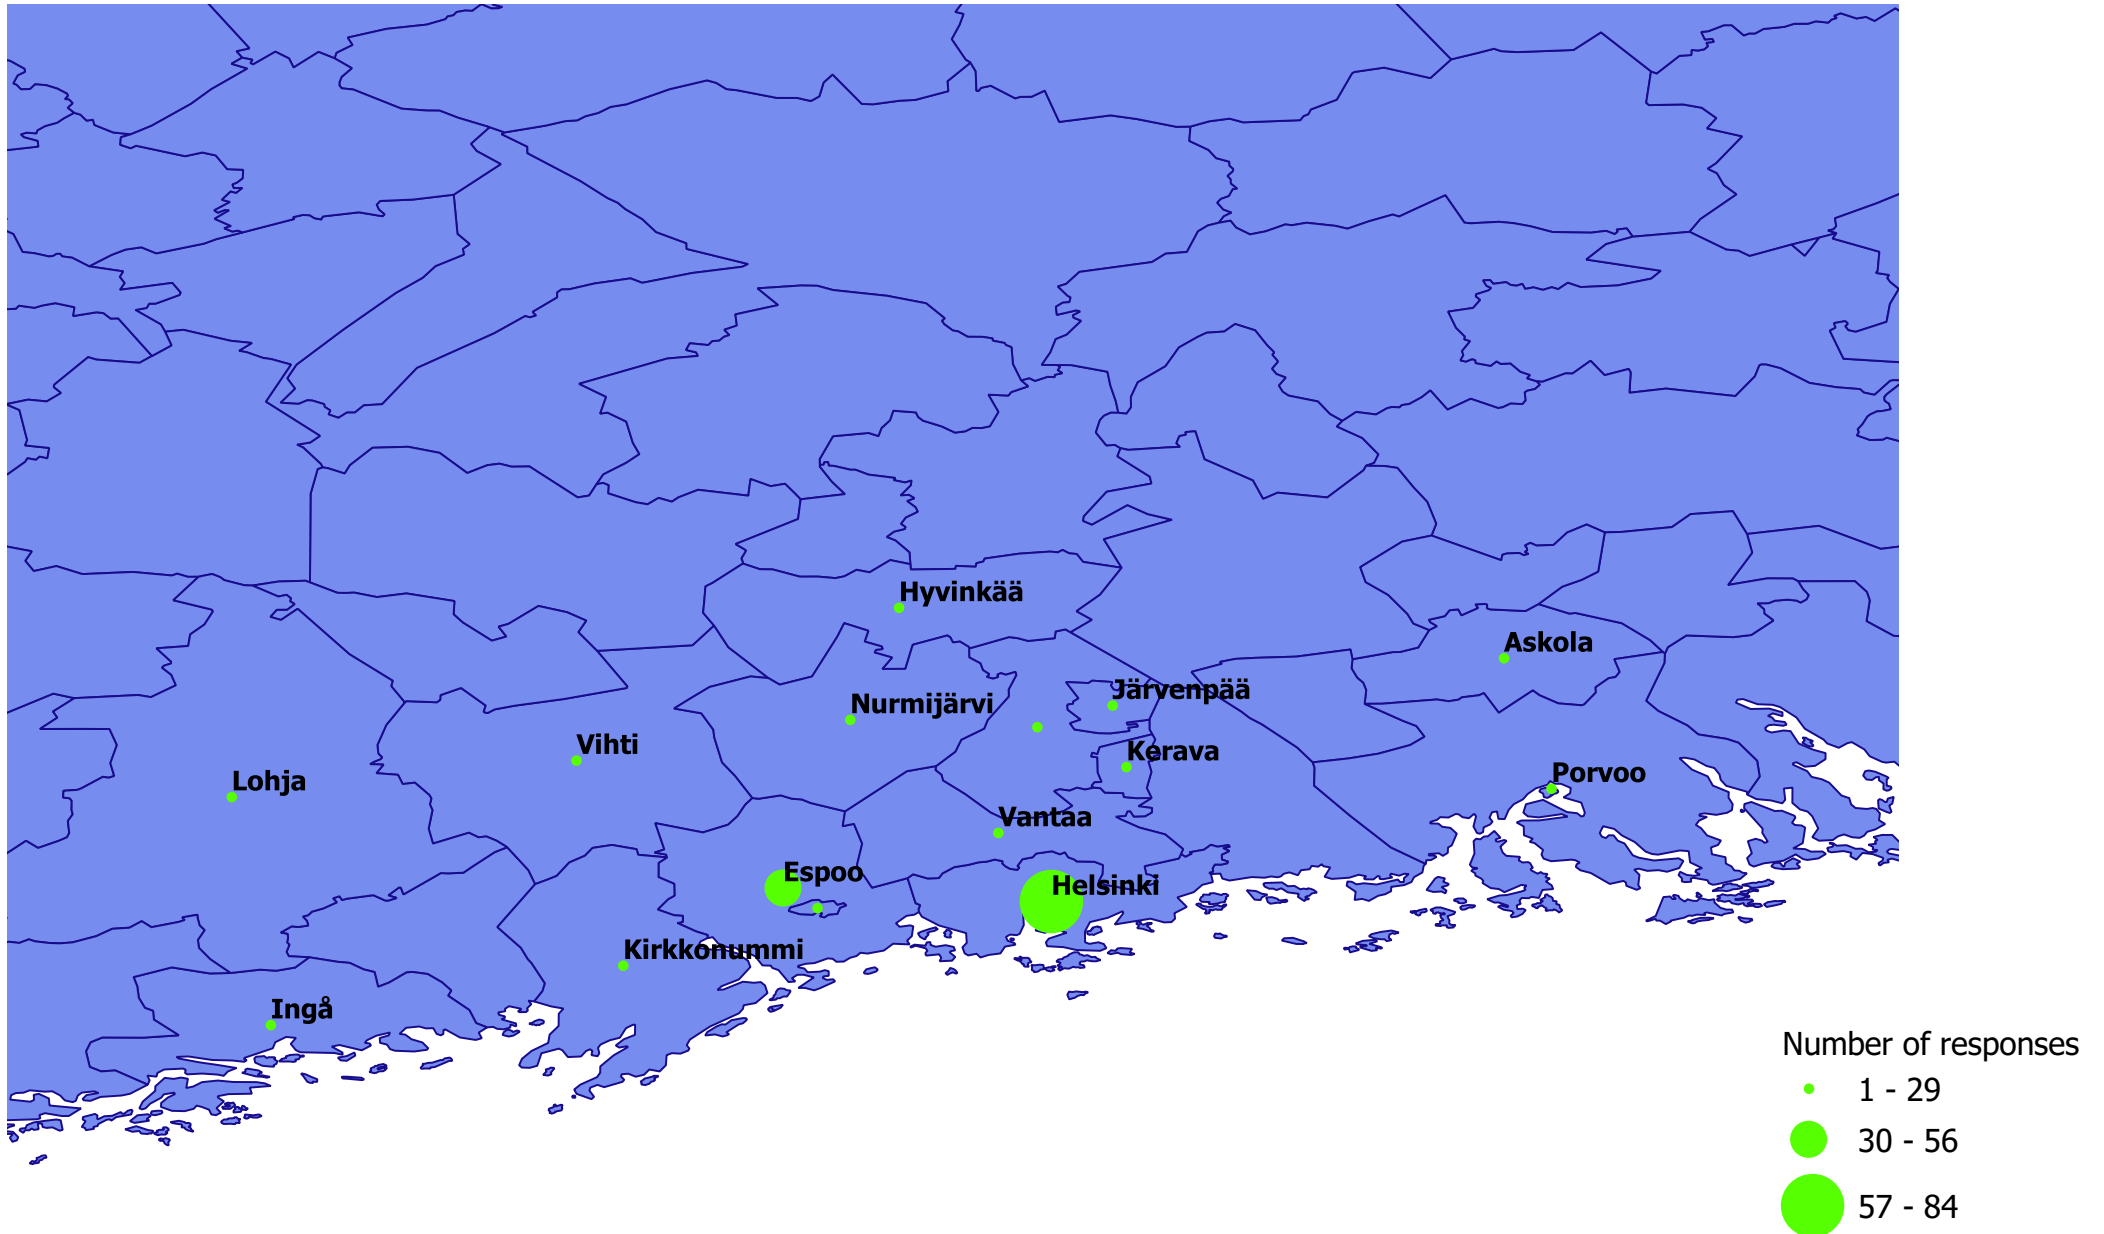 Hyvinkää
Askola
Järvenpää
Nurmijärvi
Vihti
Kerava
Lohja
Porvoo
Vantaa
Espoo
Helsinki
Kirkkonummi
Ingå
Number of responses
1 - 29
30 - 56
57 - 84